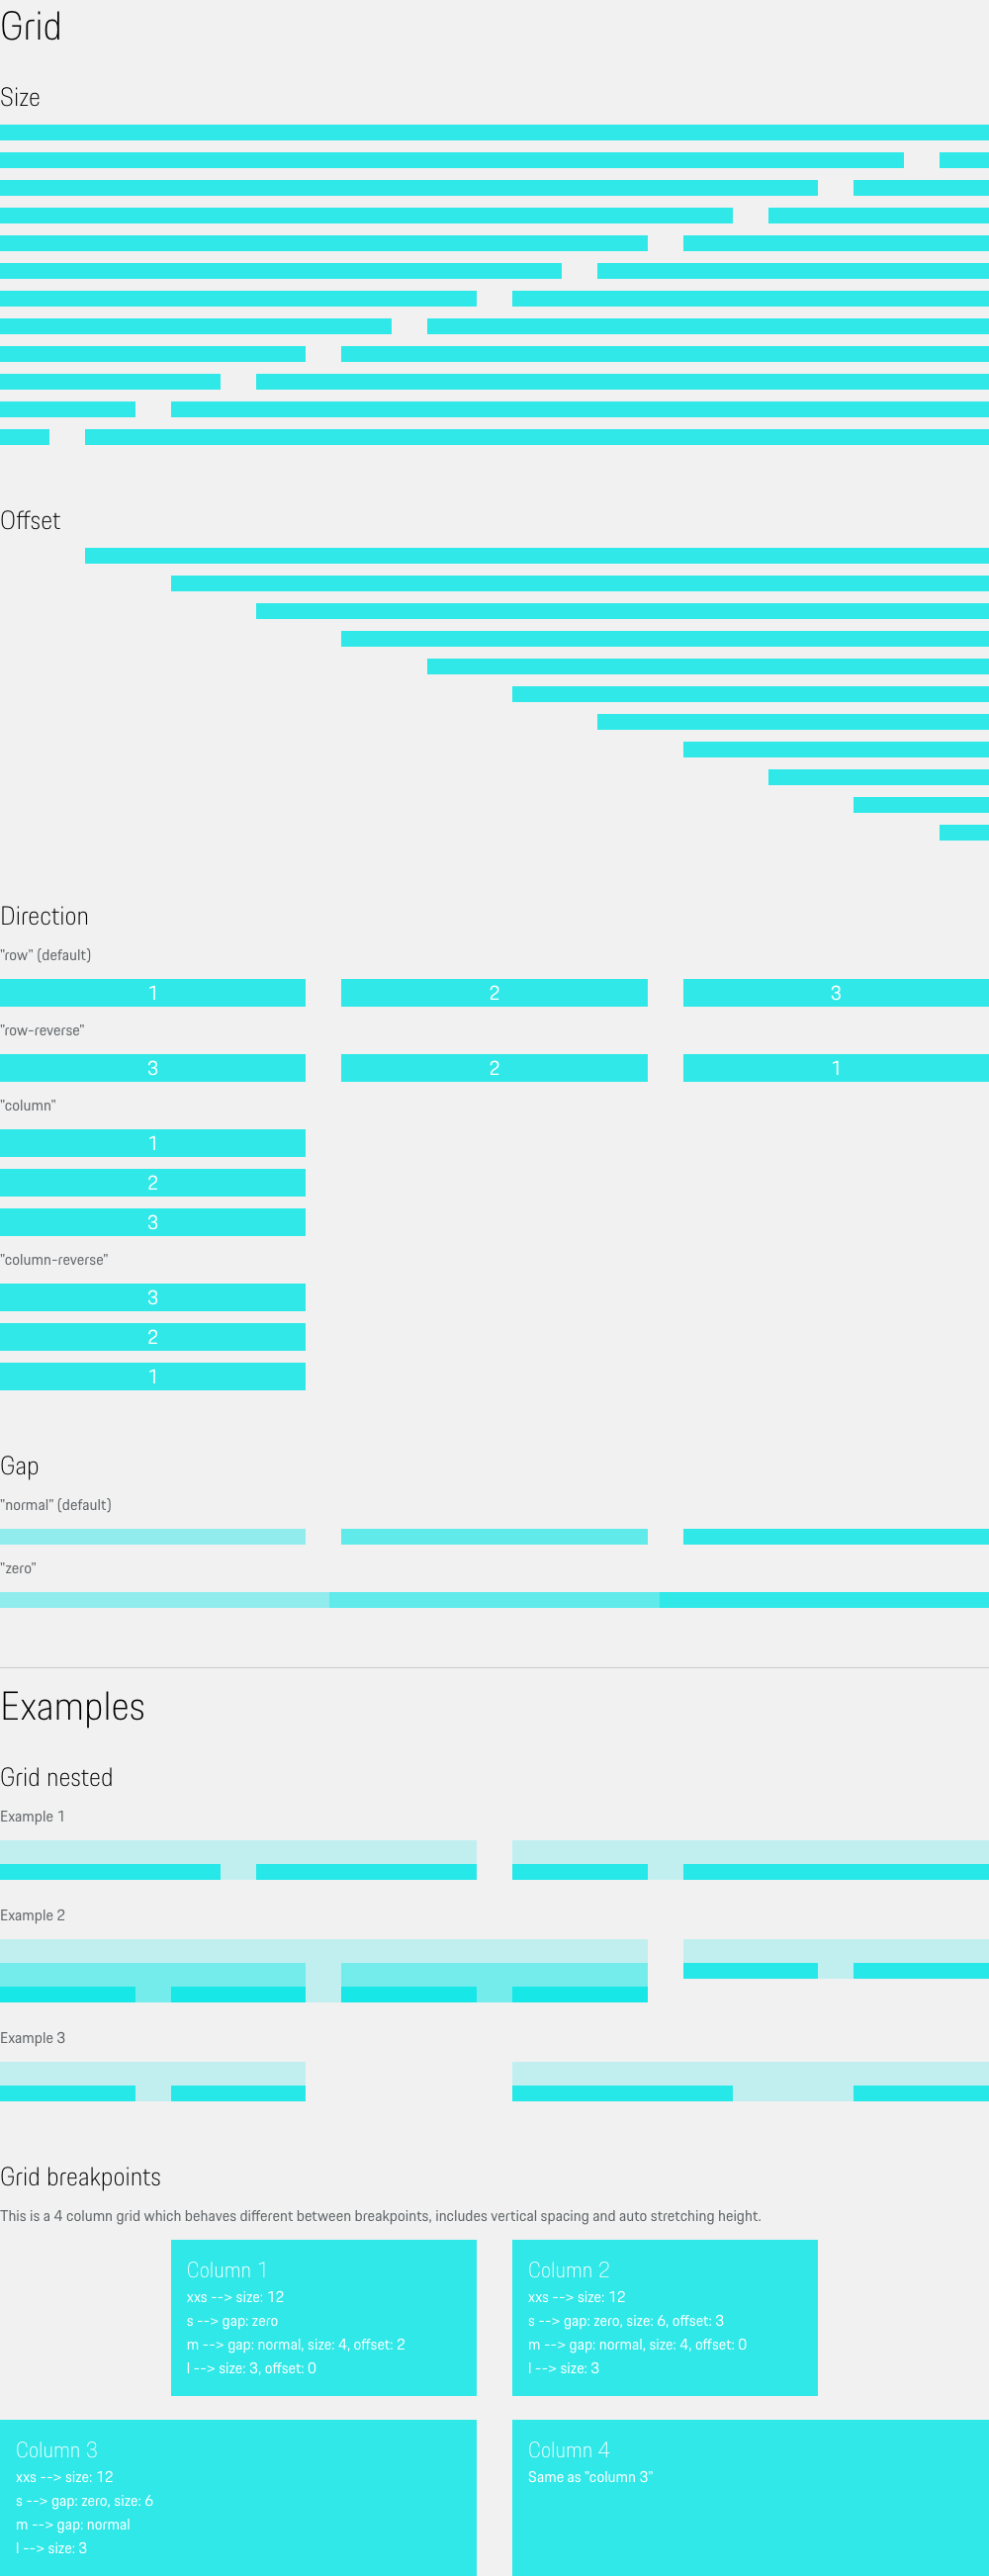 Grid
Size
Offset
Direction
"row" (default)
1 2 3
"row-reverse"
3 2 1
"column"
1
2
3
"column-reverse"
3
2
1
Gap
"normal" (default)
"zero"
Examples
Grid nested
Example 1
Example 2
Example 3
Grid breakpoints
This is a 4 column grid which behaves different between breakpoints, includes vertical spacing and auto stretching height.
Column 1
xxs --> size: 12
s --> gap: zero
m --> gap: normal, size: 4, offset: 2
l --> size: 3, offset: 0
Column 2
xxs --> size: 12
s --> gap: zero, size: 6, offset: 3
m --> gap: normal, size: 4, offset: 0
l --> size: 3
Column 3
xxs --> size: 12
s --> gap: zero, size: 6
m --> gap: normal
l --> size: 3
Column 4
Same as "column 3"